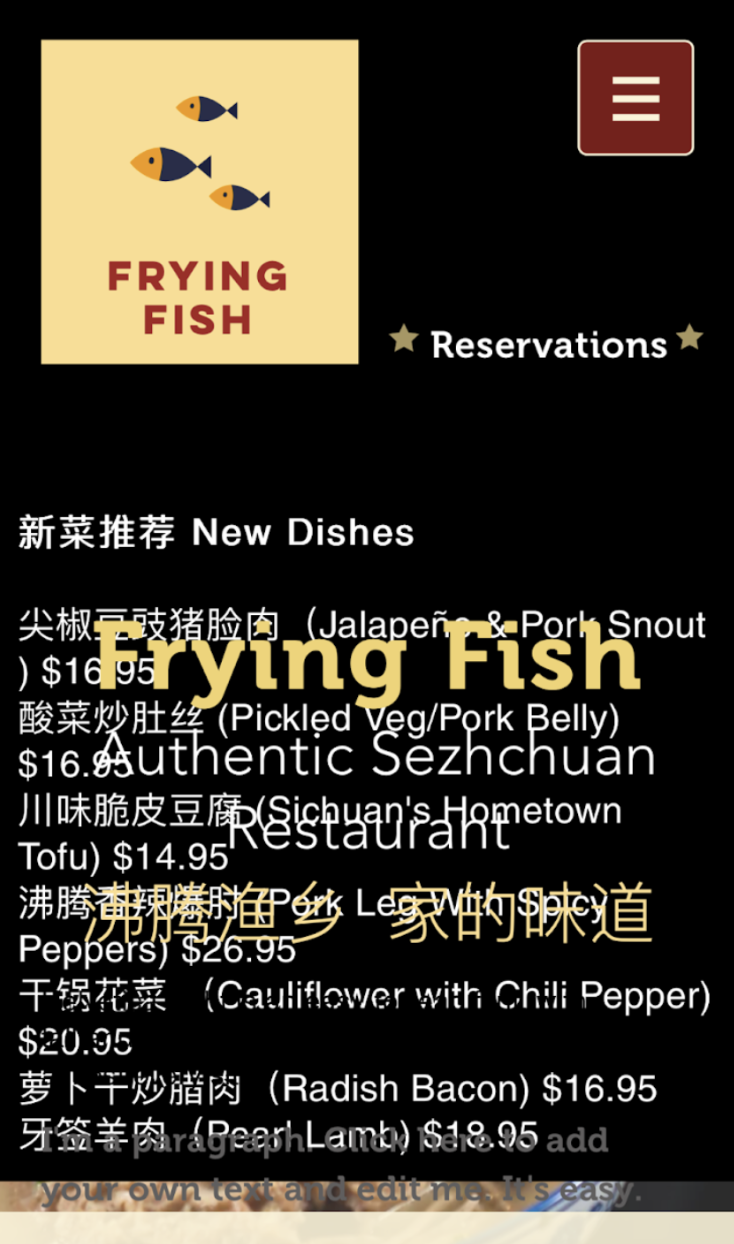 FRYING
FISH
Reservations
新菜推荐 New Dishes
尖椒豆豉猪脸肉（Jalapeño & Pork Snout
) $16.95
Frying Fish
酸菜炒肚丝 (Pickled Veg/Pork Belly)
$16.95
Authentic Sezhchuan
川味脆皮豆腐 (Sichuan's Hometown
Restaurant
Tofu) $14.95
沸腾香辣爆肘 (Pork Leg With Spicy
沸腾渔乡 家的味道
Peppers) $26.95
干锅花菜 （Cauliflower with Chili Pepper)
$20.95
萝卜干炒腊肉（Radish Bacon) $16.95
牙签羊肉（Pearl Lamb) $18.95
I'm a paragraph. Click here to add
your own text and edit me. It's easy.